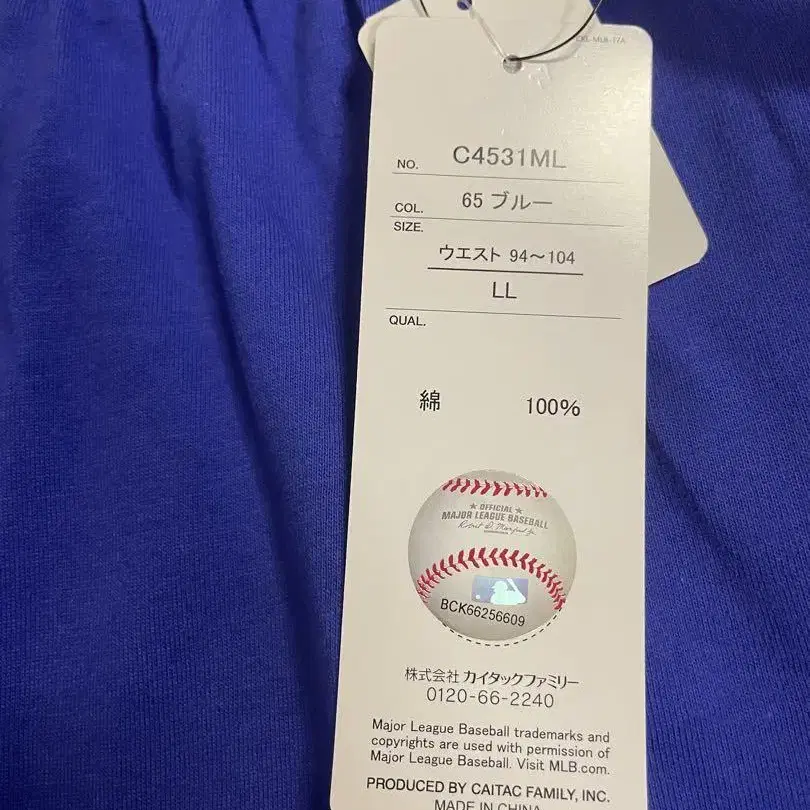 CKL-MLB-17A
NO. C4531ML
COL. 65 ブルー
SIZE.
ウエスト 94〜104
LL
QUAL.
綿 100%
★ OFFICIAL ★
MAJOR LEAGUE BASEBALL
BCK66256609
株式会社 カイタックファミリー
0120-66-2240
Major League Baseball trademarks and
copyrights are used with permission of
Major League Baseball. Visit MLB.com.
PRODUCED BY CAITAC FAMILY, INC.
MADE IN CHINA